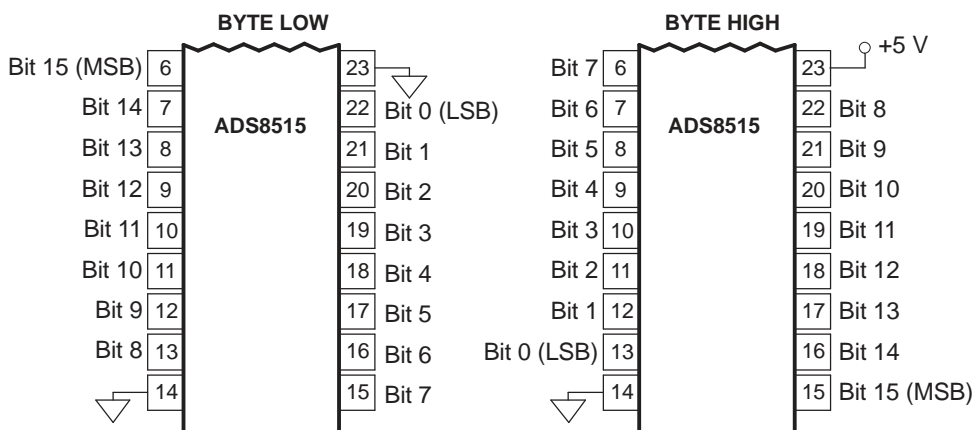 BYTE LOW
Bit 15 (MSB) 6
Bit 14 7
Bit 13 8
Bit 12 9
Bit 11 10
Bit 10 11
Bit 9 12
Bit 8 13
14
ADS8515
23
22 Bit 0 (LSB)
21 Bit 1
20 Bit 2
19 Bit 3
18 Bit 4
17 Bit 5
16 Bit 6
15 Bit 7
BYTE HIGH
Bit 7 6
Bit 6 7
Bit 5 8
Bit 4 9
Bit 3 10
Bit 2 11
Bit 1 12
Bit 0 (LSB) 13
14
ADS8515
23 +5 V
22 Bit 8
21 Bit 9
20 Bit 10
19 Bit 11
18 Bit 12
17 Bit 13
16 Bit 14
15 Bit 15 (MSB)